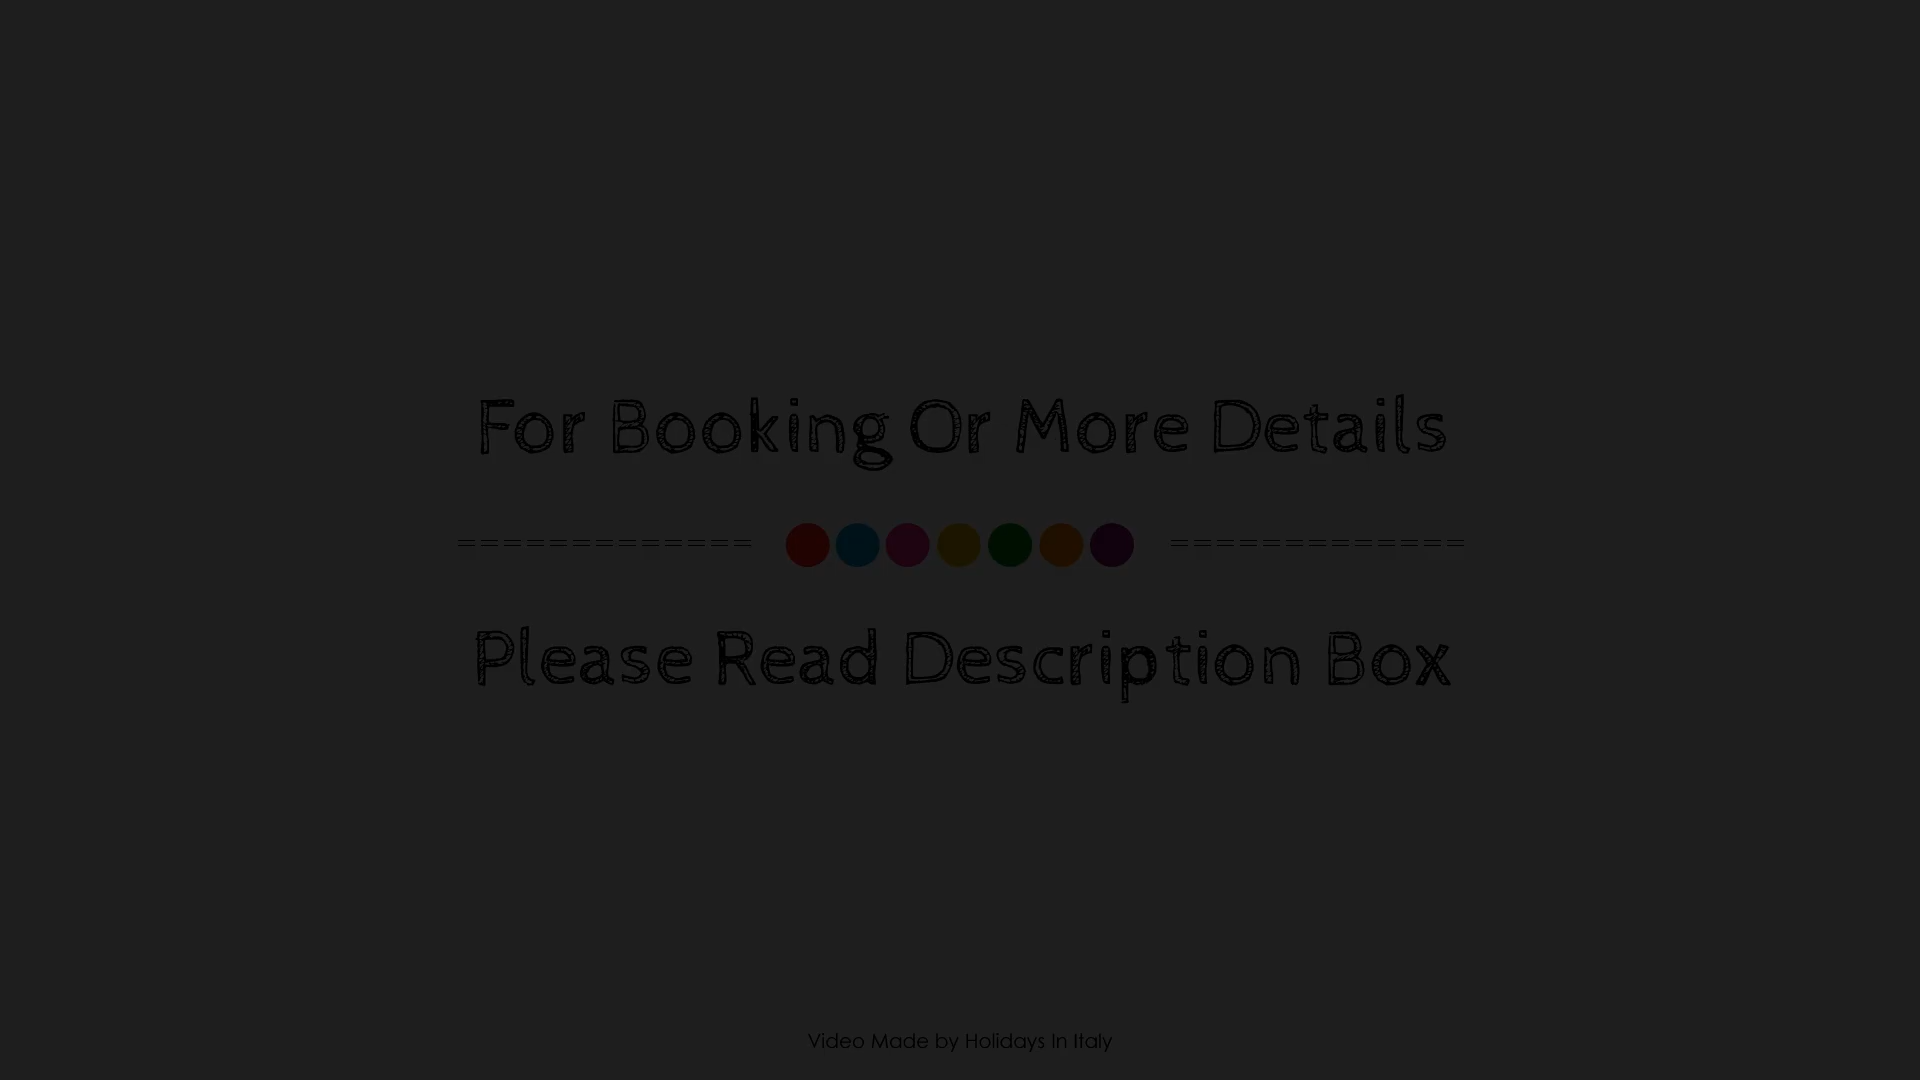 For Booking Or More Details
============= =============
Please Read Description Box
Video Made by Holidays In Italy